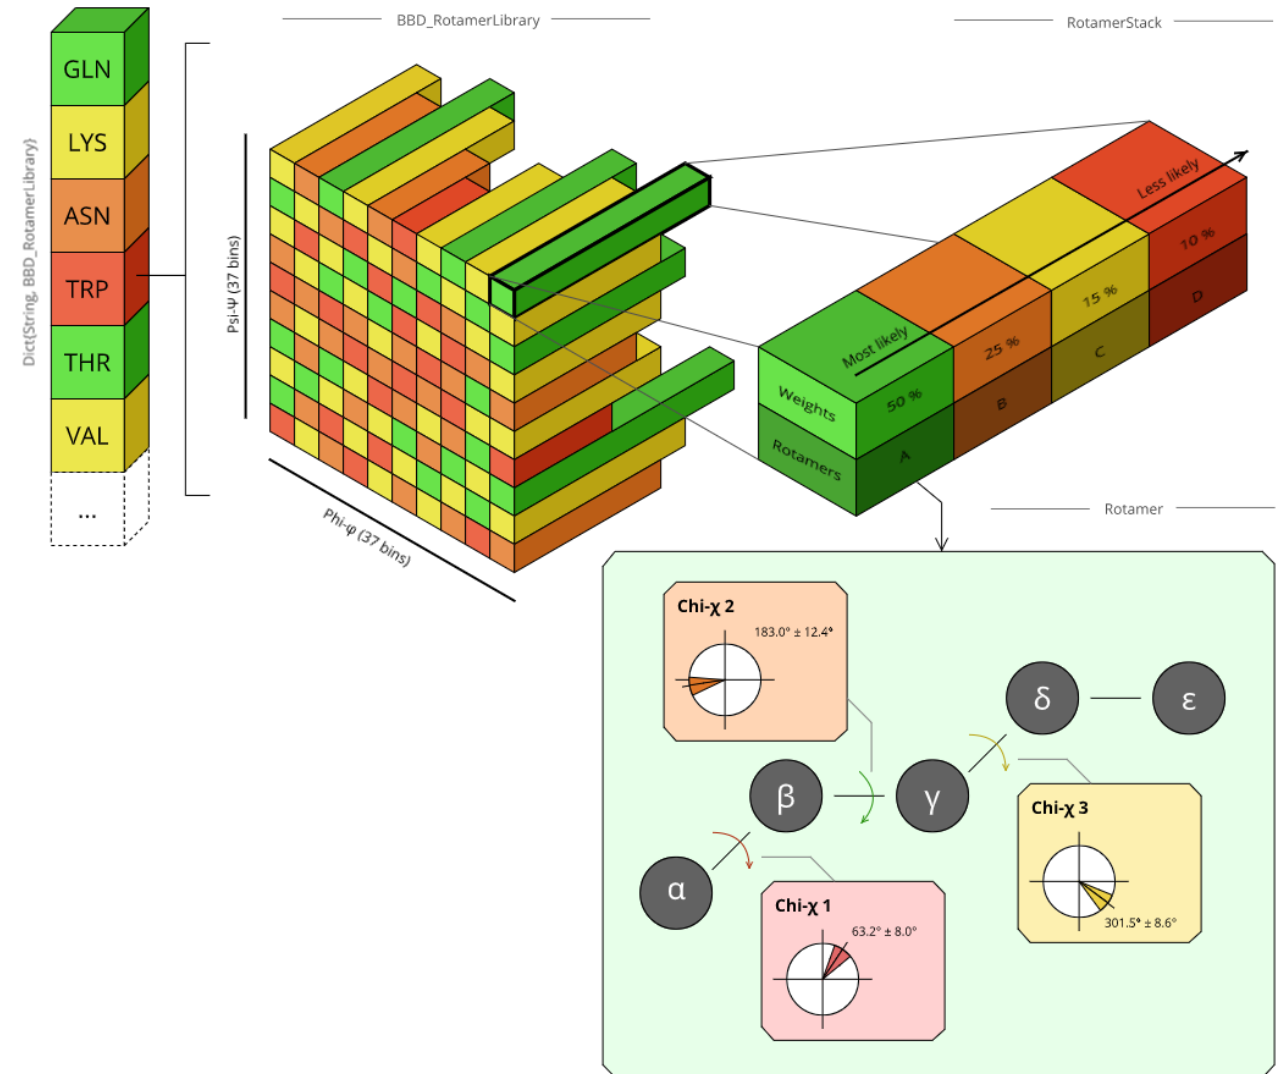 BBD_RotamerLibrary
RotamerStack
Dict{String, BBD_RotamerLibrary}
GLN
LYS
ASN
TRP
THR
VAL
...
Psi-Ψ (37 bins)
Phi-φ (37 bins)
Most likely
Less likely
Weights
50 %
25 %
15 %
10 %
Rotamers
A
B
C
D
Rotamer
Chi-χ 2
183.0° ± 12.4°
δ
ε
β
γ
Chi-χ 3
301.5° ± 8.6°
α
Chi-χ 1
63.2° ± 8.0°